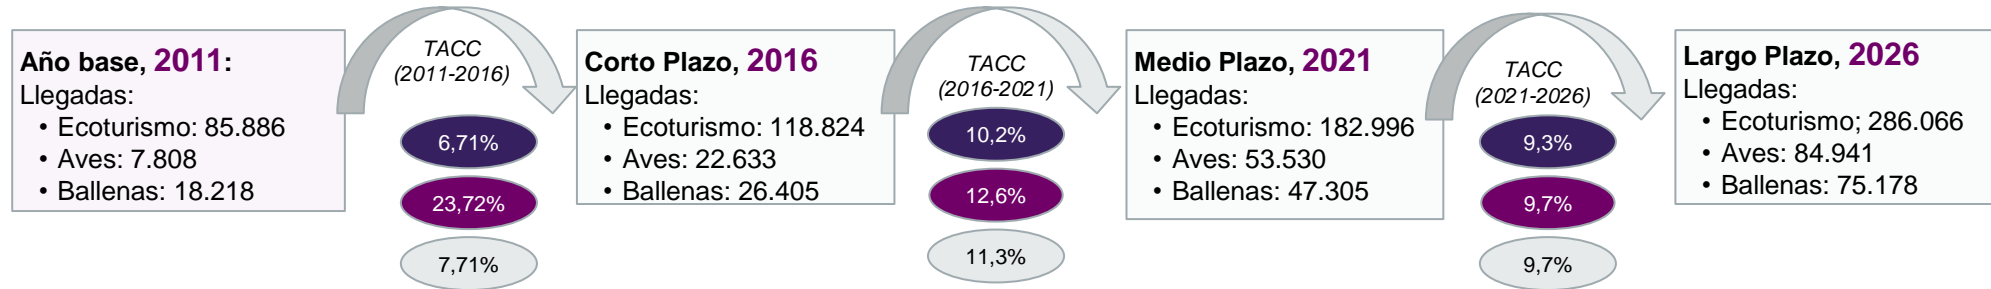 Año base, 2011:
Llegadas:
• Ecoturismo: 85.886
• Aves: 7.808
• Ballenas: 18.218
TACC
(2011-2016)
6,71%
23,72%
7,71%
Corto Plazo, 2016
Llegadas:
• Ecoturismo: 118.824
• Aves: 22.633
• Ballenas: 26.405
TACC
(2016-2021)
10,2%
12,6%
11,3%
Medio Plazo, 2021
Llegadas:
• Ecoturismo: 182.996
• Aves: 53.530
• Ballenas: 47.305
TACC
(2021-2026)
9,3%
9,7%
9,7%
Largo Plazo, 2026
Llegadas:
• Ecoturismo; 286.066
• Aves: 84.941
• Ballenas: 75.178